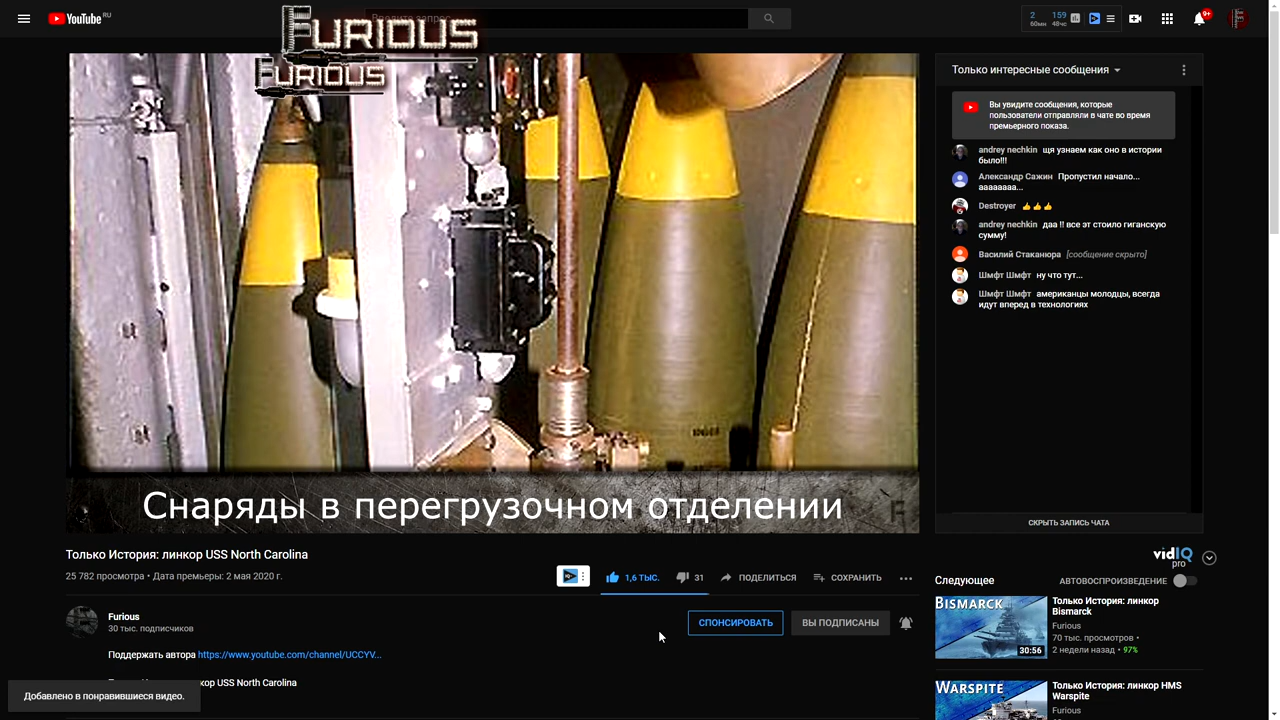 YouTube RU
Введите запрос
2 60мн 159 48чс
9+
FURIOUS
FURIOUS
Только интересные сообщения
Вы увидите сообщения, которые
пользователи отправляли в чате во время
премьерного показа.
andrey nechkin щя узнаем как оно в истории
было!!!
Александр Сажин Пропустил начало...
аааааааа...
Destroyer 👍👍👍
andrey nechkin даа !! все эт стоило гиганскую
сумму!
Василий Стаканюра [сообщение скрыто]
Шмфт Шмфт ну что тут...
Шмфт Шмфт американцы молодцы, всегда
идут вперед в технологиях
СКРЫТЬ ЗАПИСЬ ЧАТА
Снаряды в перегрузочном отделении
F
Только История: линкор USS North Carolina
25 782 просмотра • Дата премьеры: 2 мая 2020 г.
1,6 ТЫС.
31
ПОДЕЛИТЬСЯ
СОХРАНИТЬ
Furious
30 тыс. подписчиков
СПОНСИРОВАТЬ
ВЫ ПОДПИСАНЫ
Поддержать автора https://www.youtube.com/channel/UCCYV...
кор USS North Carolina
Добавлено в понравившиеся видео.
vidIQ
pro
Следующее
АВТОВОСПРОИЗВЕДЕНИЕ
BISMARCK
30:56
Только История: линкор
Bismarck
Furious
70 тыс. просмотров •
2 недели назад • 97%
WARSPITE
Только История: линкор HMS
Warspite
Furious